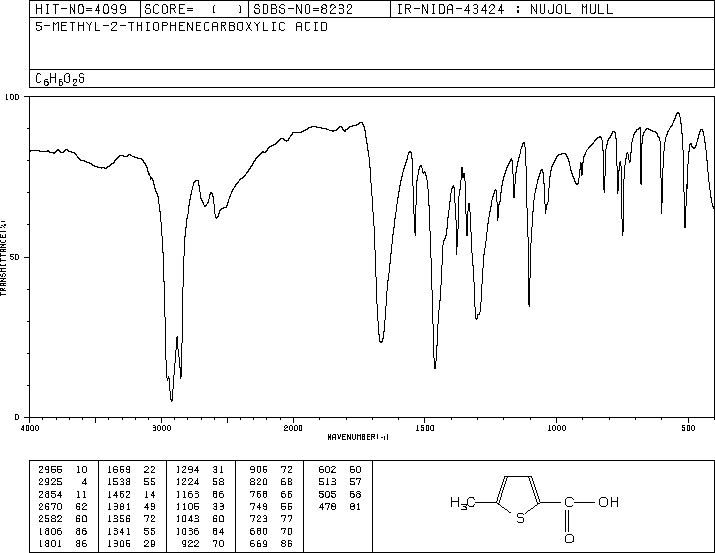 HIT-NO=4099 SCORE= ( ) SDBS-NO=8232 IR-NIDA-43424 : NUJOL MULL
5-METHYL-2-THIOPHENECARBOXYLIC ACID
C6H6O2S
100
50
0
TRANSMITTANCE(%)
4000 3000 2000 1500 1000 500
WAVENUMBER(-1)
2955 10 1669 22 1294 31 906 72 602 60
2925 4 1538 55 1224 58 820 68 513 57
2854 11 1462 14 1163 66 768 66 505 68
2670 62 1381 49 1105 33 749 55 478 81
2582 60 1356 72 1043 60 723 77
1806 86 1341 55 1036 84 680 70
1801 86 1305 29 922 70 669 86
H3C S C OH
O